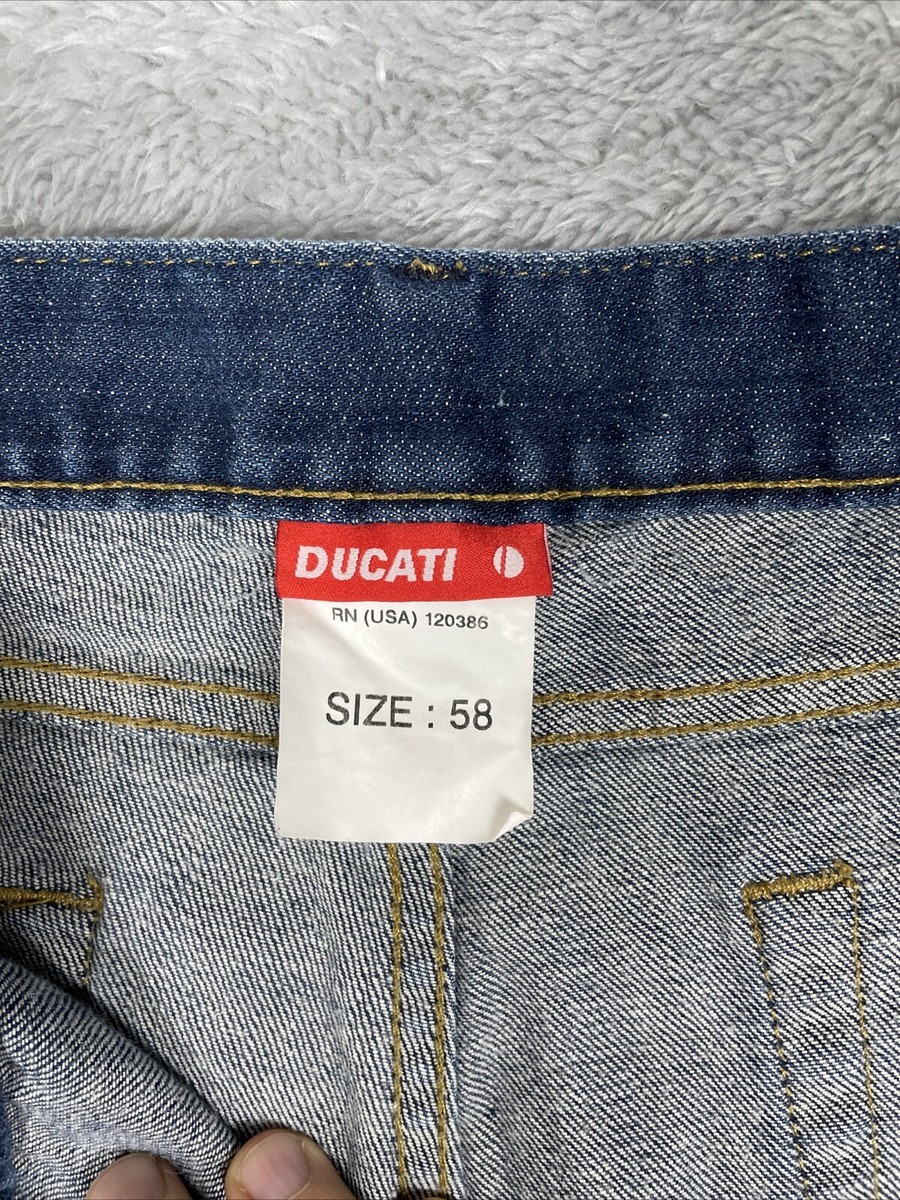 DUCATI
RN (USA) 120386
SIZE : 58